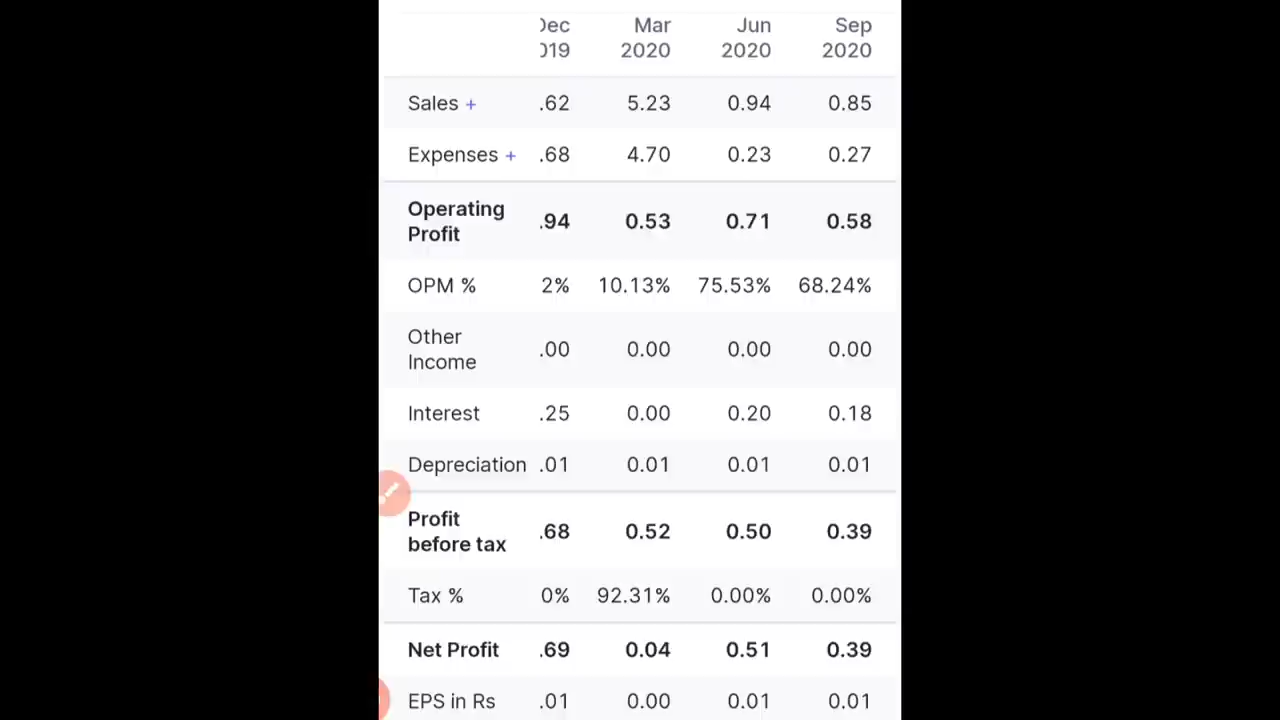 Mar Jun Sep
2020 2020 2020
Sales + .62 5.23 0.94 0.85
Expenses + .68 4.70 0.23 0.27
Operating
Profit .94 0.53 0.71 0.58
OPM % 2% 10.13% 75.53% 68.24%
Other
Income .00 0.00 0.00 0.00
Interest .25 0.00 0.20 0.18
Depreciation .01 0.01 0.01 0.01
Profit
before tax .68 0.52 0.50 0.39
Tax % 0% 92.31% 0.00% 0.00%
Net Profit .69 0.04 0.51 0.39
EPS in Rs .01 0.00 0.01 0.01